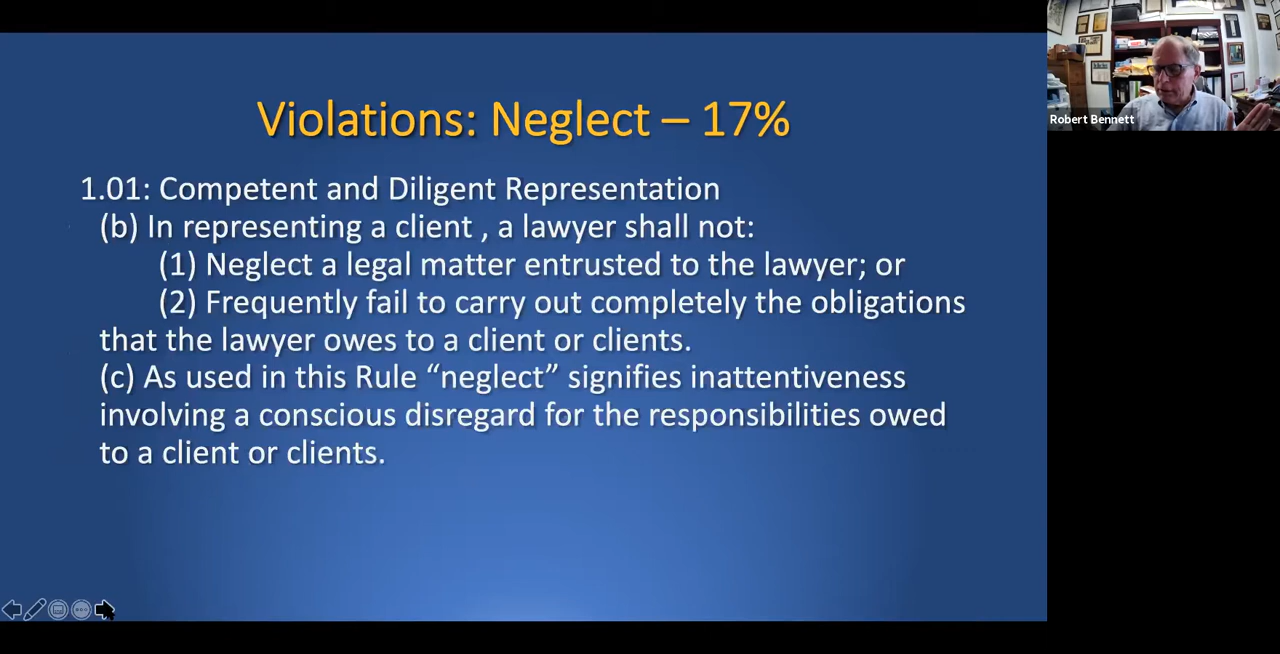 Violations: Neglect – 17%
1.01: Competent and Diligent Representation
(b) In representing a client , a lawyer shall not:
(1) Neglect a legal matter entrusted to the lawyer; or
(2) Frequently fail to carry out completely the obligations
that the lawyer owes to a client or clients.
(c) As used in this Rule “neglect” signifies inattentiveness
involving a conscious disregard for the responsibilities owed
to a client or clients.
Robert Bennett